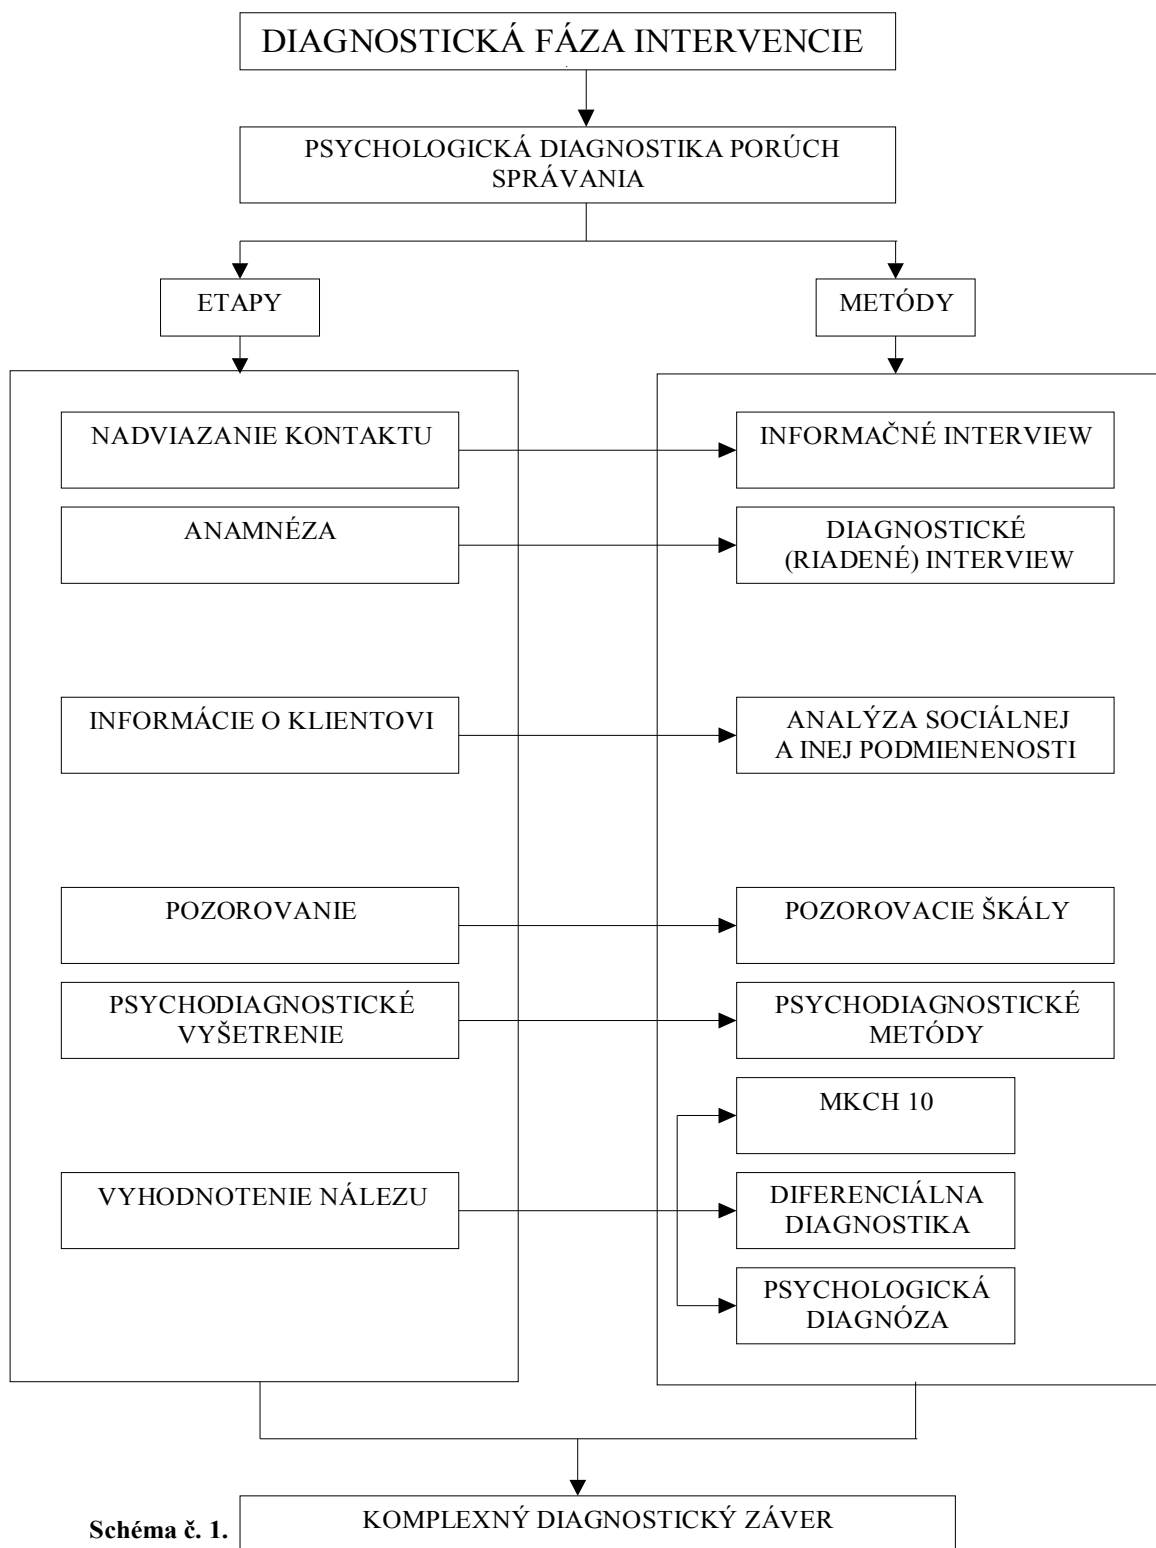 DIAGNOSTICKÁ FÁZA INTERVENCIE
PSYCHOLOGICKÁ DIAGNOSTIKA PORÚCH
SPRÁVANIA
ETAPY
METÓDY
NADVIAZANIE KONTAKTU
INFORMAČNÉ INTERVIEW
ANAMNÉZA
DIAGNOSTICKÉ
(RIADENÉ) INTERVIEW
INFORMÁCIE O KLIENTOVI
ANALÝZA SOCIÁLNEJ
A INEJ PODMIENENOSTI
POZOROVANIE
POZOROVACIE ŠKÁLY
PSYCHODIAGNOSTICKÉ
VYŠETRENIE
PSYCHODIAGNOSTICKÉ
METÓDY
MKCH 10
VYHODNOTENIE NÁLEZU
DIFERENCIÁLNA
DIAGNOSTIKA
PSYCHOLOGICKÁ
DIAGNÓZA
Schéma č. 1.
KOMPLEXNÝ DIAGNOSTICKÝ ZÁVER